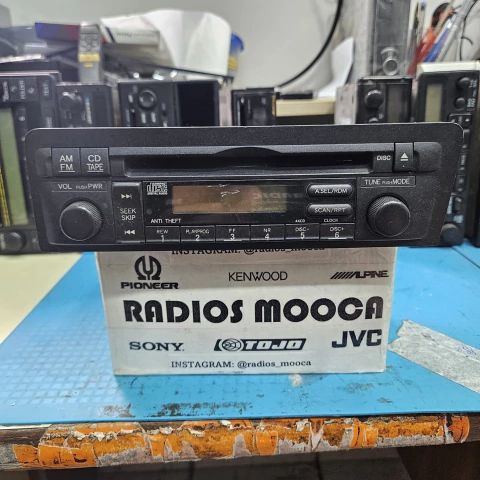 AM
FM
CD
TAPE
DISC
VOL PUSH PWR
TUNE PUSH MODE
SEEK
SKIP
ANTI THEFT
A.SEL/RDM
SCAN/RPT
CLOCK
REW
1
PLAY/PROG
2
FF
3
NR
4
DISC-
5
DISC+
6
INSTAGRAM: @radios_mooca
PIONEER
KENWOOD
ALPINE
RADIOS MOOCA
SONY
TOJO
JVC
INSTAGRAM: @radios_mooca